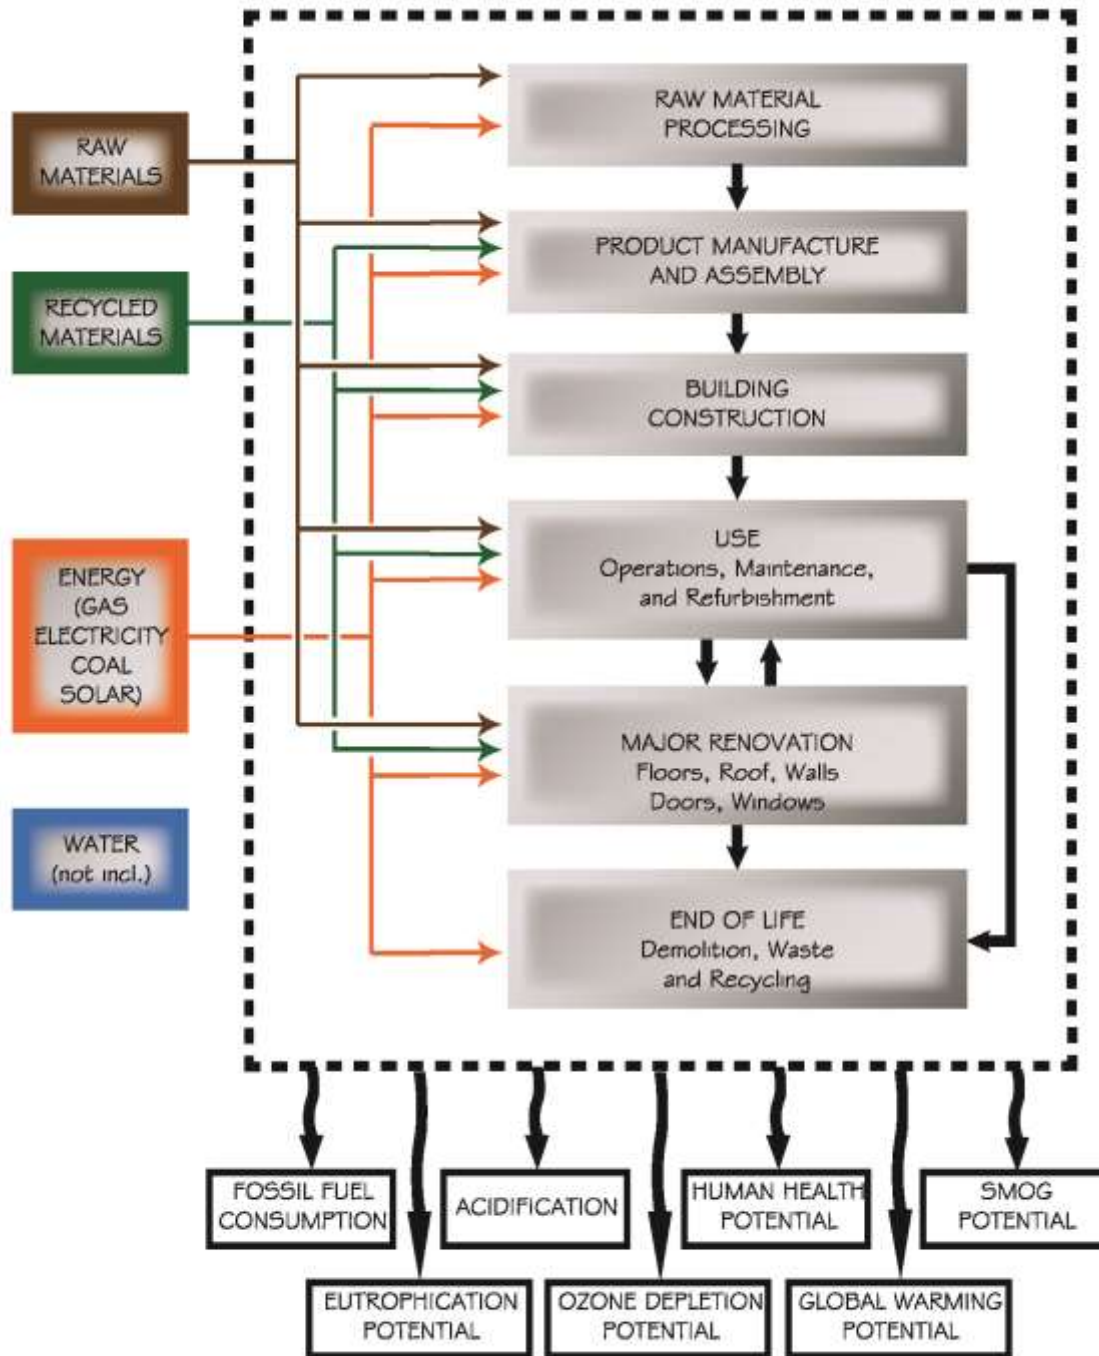 RAW
MATERIALS
RECYCLED
MATERIALS
ENERGY
(GAS
ELECTRICITY
COAL
SOLAR)
WATER
(not incl.)
RAW MATERIAL
PROCESSING
PRODUCT MANUFACTURE
AND ASSEMBLY
BUILDING
CONSTRUCTION
USE
Operations, Maintenance,
and Refurbishment
MAJOR RENOVATION
Floors, Roof, Walls
Doors, Windows
END OF LIFE
Demolition, Waste
and Recycling
FOSSIL FUEL
CONSUMPTION
ACIDIFICATION
HUMAN HEALTH
POTENTIAL
SMOG
POTENTIAL
EUTROPHICATION
POTENTIAL
OZONE DEPLETION
POTENTIAL
GLOBAL WARMING
POTENTIAL